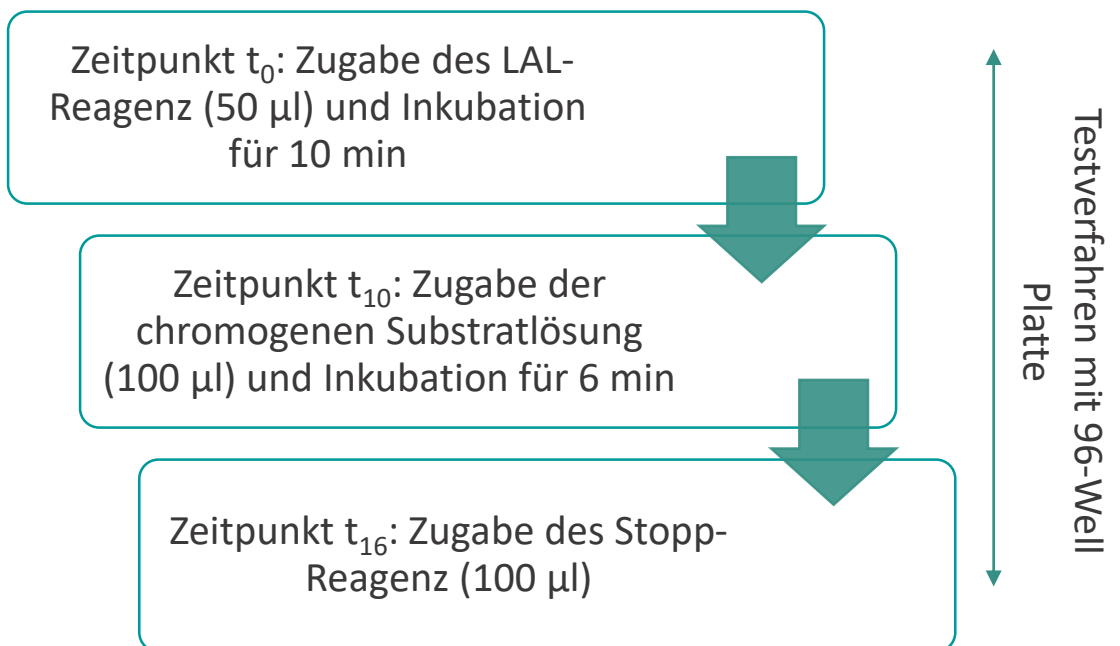 Zeitpunkt t₀: Zugabe des LAL-
Reagenz (50 µl) und Inkubation
für 10 min
Zeitpunkt t₁₀: Zugabe der
chromogenen Substratlösung
(100 µl) und Inkubation für 6 min
Zeitpunkt t₁₆: Zugabe des Stopp-
Reagenz (100 µl)
Testverfahren mit 96-Well
Platte